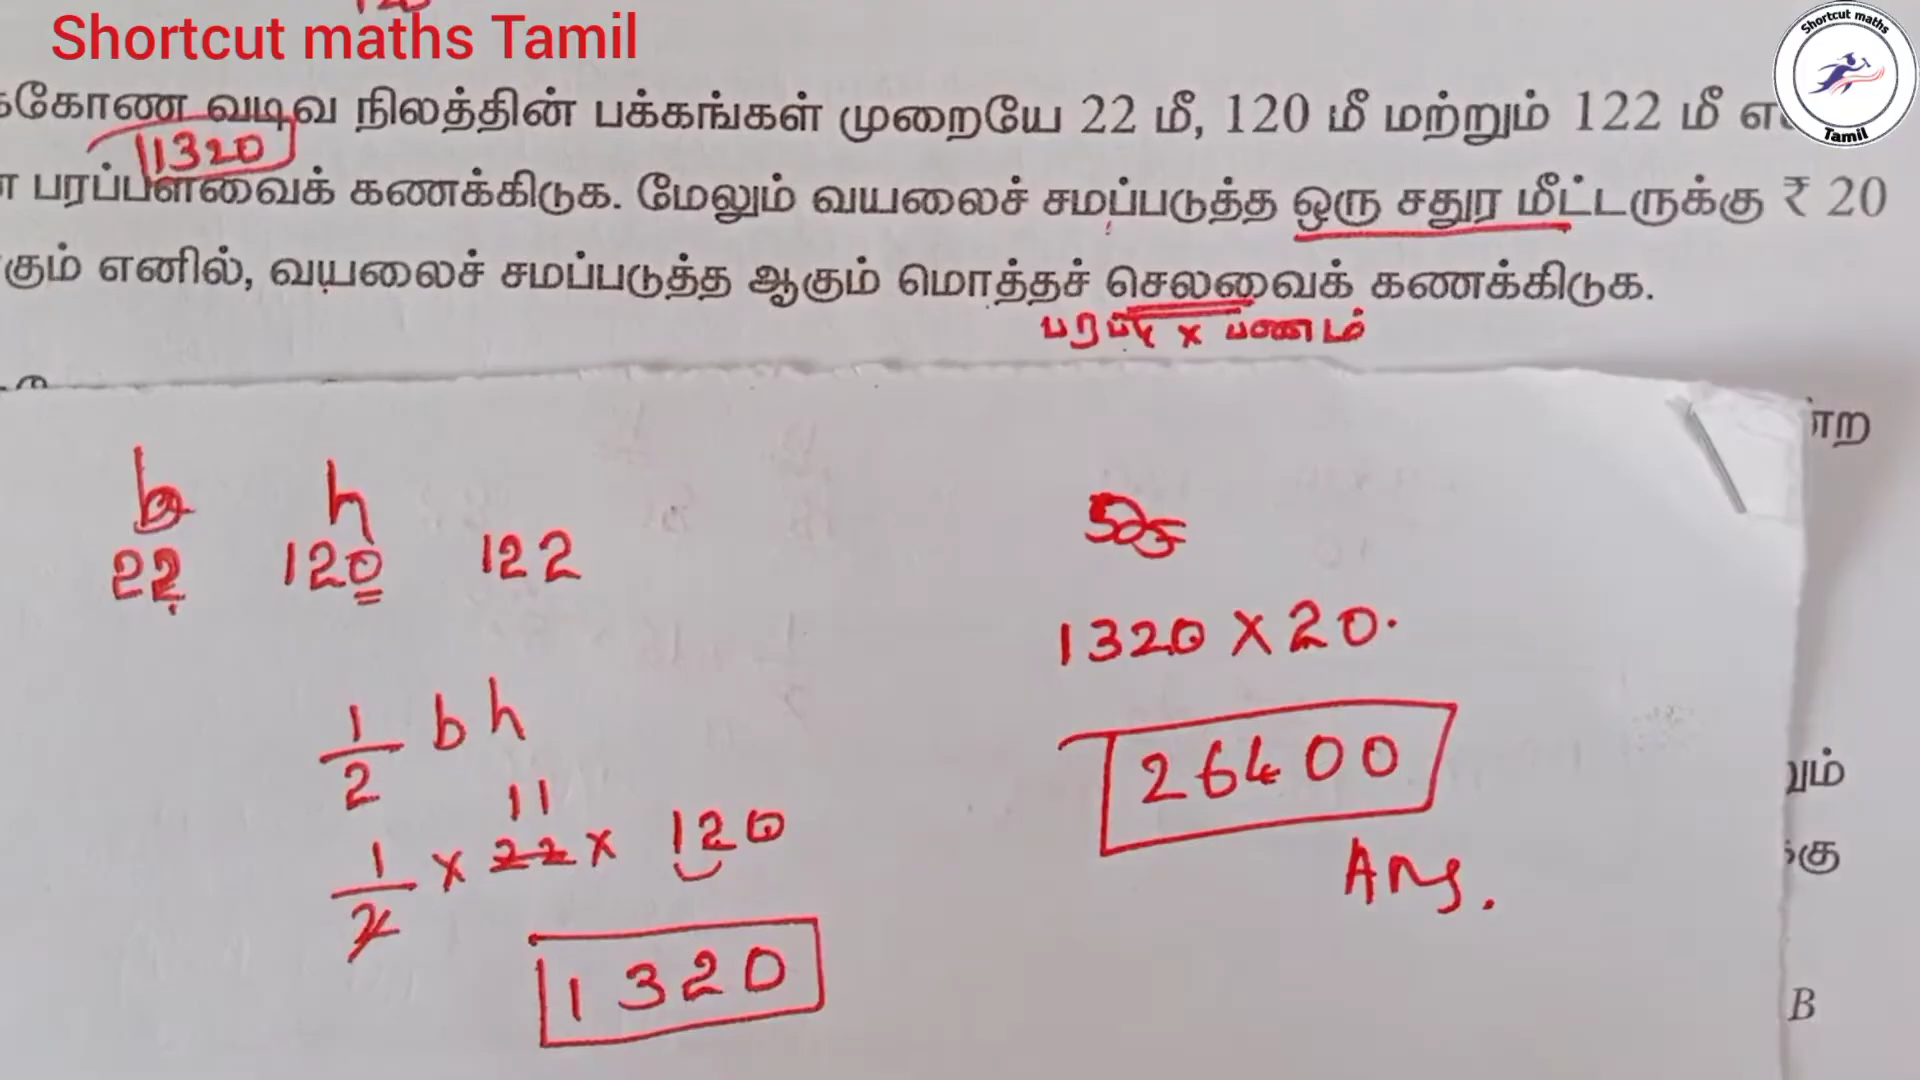 Shortcut maths Tamil
Shortcut maths
Tamil
வடிவ நிலத்தின் பக்கங்கள் முறையே 22 மீ, 120 மீ மற்றும் 122 மீ
1320
பரப்பளவைக் கணக்கிடுக. மேலும் வயலைச் சமப்படுத்த ஒரு சதுர மீட்டருக்கு ₹ 20
எனில், வயலைச் சமப்படுத்த ஆகும் மொத்தச் செலவைக் கணக்கிடுக.
பரப்பு x பணம்
b h
22 120 122
1320 x 20.
1/2 b h
26400
11
1/2 x 22 x 120
Ans.
1320
B